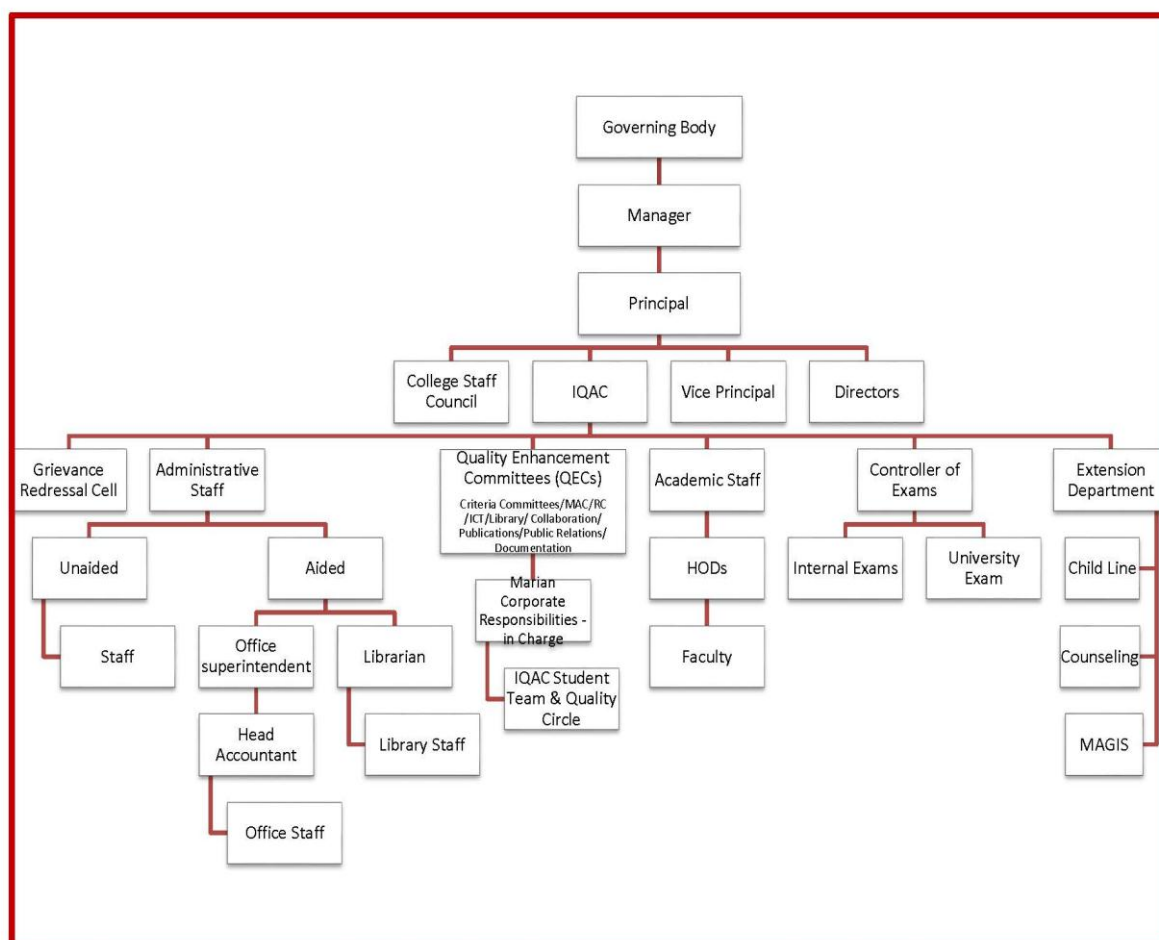 Governing Body
Manager
Principal
College Staff
Council
IQAC
Vice Principal
Directors
Grievance
Redressal Cell
Administrative
Staff
Quality Enhancement
Committees (QECs)
Criteria Committees/MAC/RC
/ICT/Library/ Collaboration/
Publications/Public Relations/
Documentation
Academic Staff
Controller of
Exams
Extension
Department
Unaided
Aided
Marian
Corporate
Responsibilities -
in Charge
HODs
Internal Exams
University
Exam
Child Line
Staff
Office
superintendent
Librarian
IQAC Student
Team & Quality
Circle
Faculty
Counseling
Head
Accountant
Library Staff
MAGIS
Office Staff